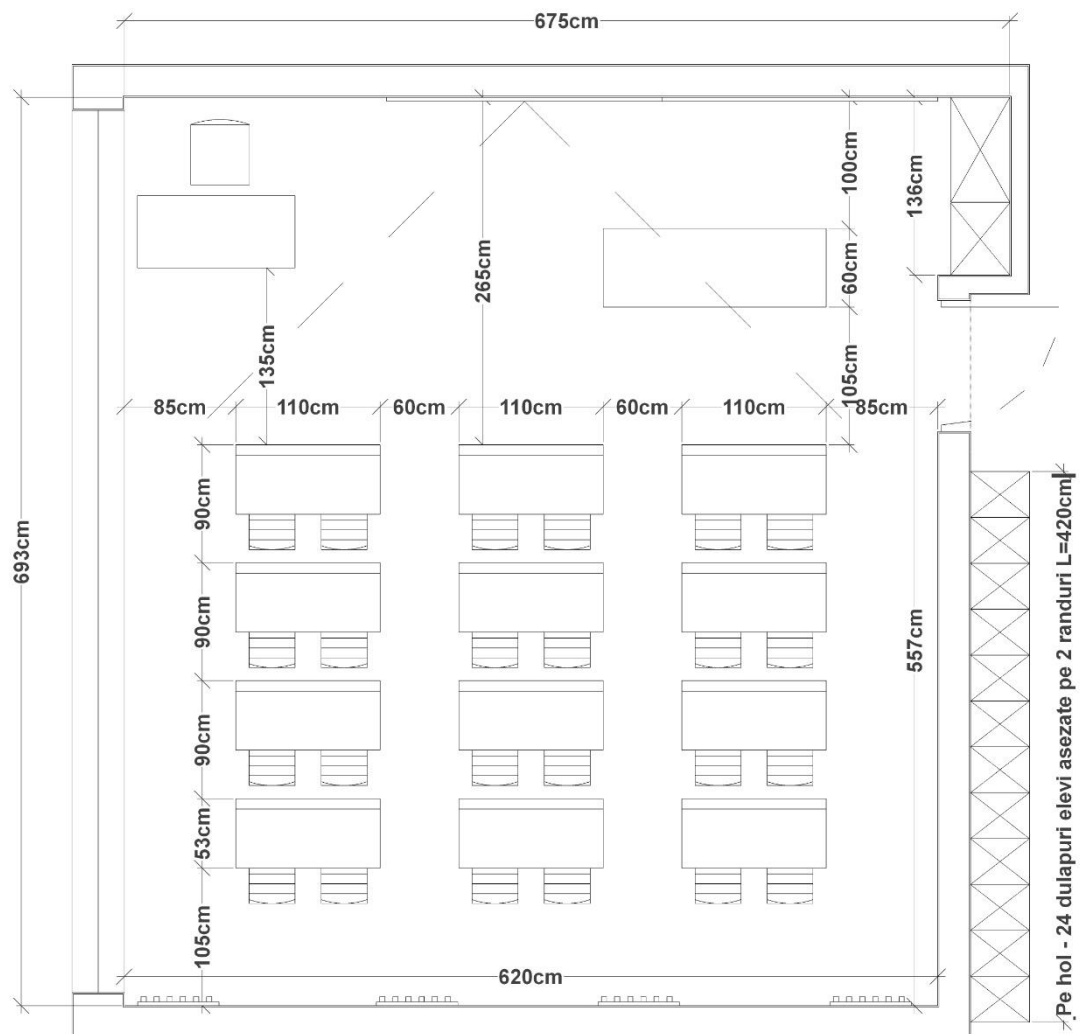 675cm
100cm
136cm
265cm
60cm
135cm
105cm
85cm
110cm
60cm
110cm
60cm
110cm
85cm
90cm
693cm
90cm
557cm
90cm
53cm
105cm
620cm
Pe hol - 24 dulapuri elevi asezate pe 2 randuri L=420cm